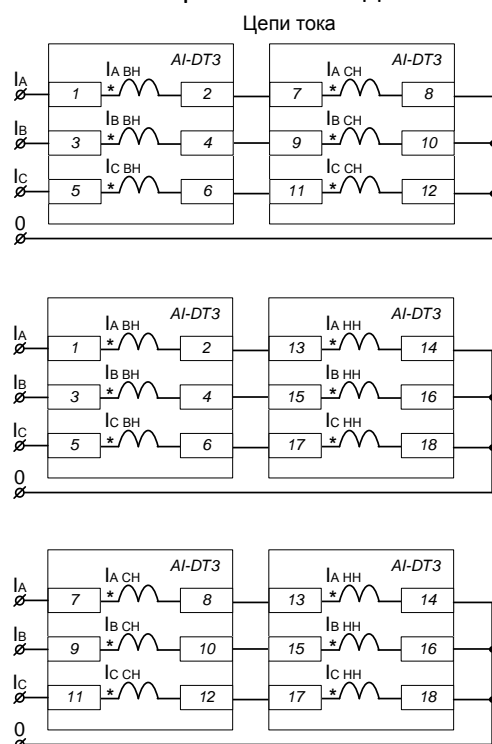 Цепи тока
AI-DT3 AI-DT3
IA 1 * IA ВН 2 7 * IA СН 8
IB 3 * IB ВН 4 9 * IB СН 10
IC 5 * IC ВН 6 11 * IC СН 12
0
AI-DT3 AI-DT3
IA 1 * IA ВН 2 13 * IA НН 14
IB 3 * IB ВН 4 15 * IB НН 16
IC 5 * IC ВН 6 17 * IC НН 18
0
AI-DT3 AI-DT3
IA 7 * IA СН 8 13 * IA НН 14
IB 9 * IB СН 10 15 * IB НН 16
IC 11 * IC СН 12 17 * IC НН 18
0